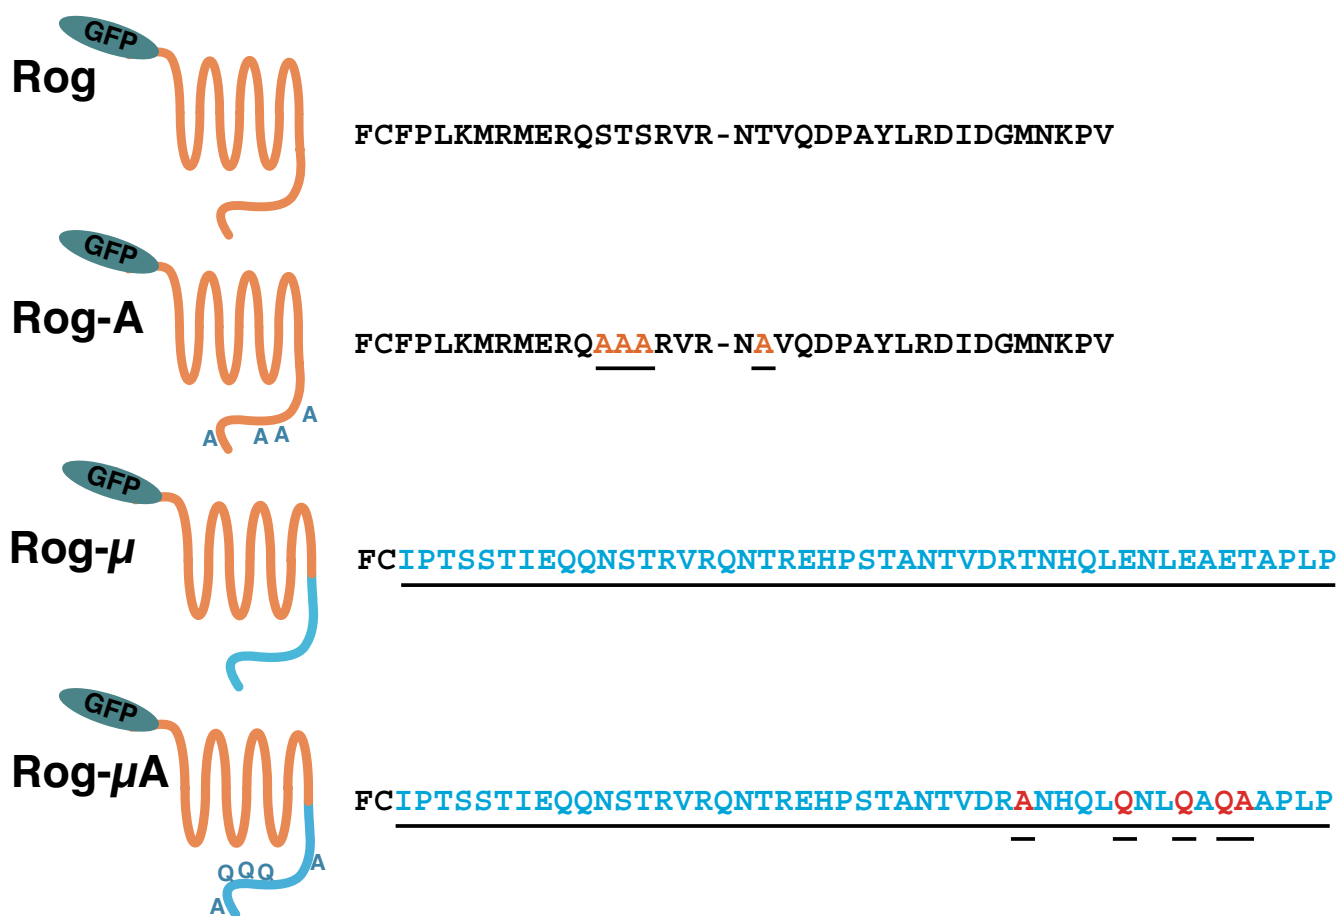 GFP
Rog
FCFPLKMRMERQSTSRVR-NTVQDPAYLRDIDGMNKPV
GFP
Rog-A
FCFPLKMRMERQAAARVR-NAVQDPAYLRDIDGMNKPV
A A A A
GFP
Rog-μ
FCIPTSSTIEQQNSTRVRQNTREHPSTANTVDRTNHQLENLEAETAPLP
GFP
Rog-μA
FCIPTSSTIEQQNSTRVRQNTREHPSTANTVDRANHQLQNLQAQAAPLP
QQQ A
A